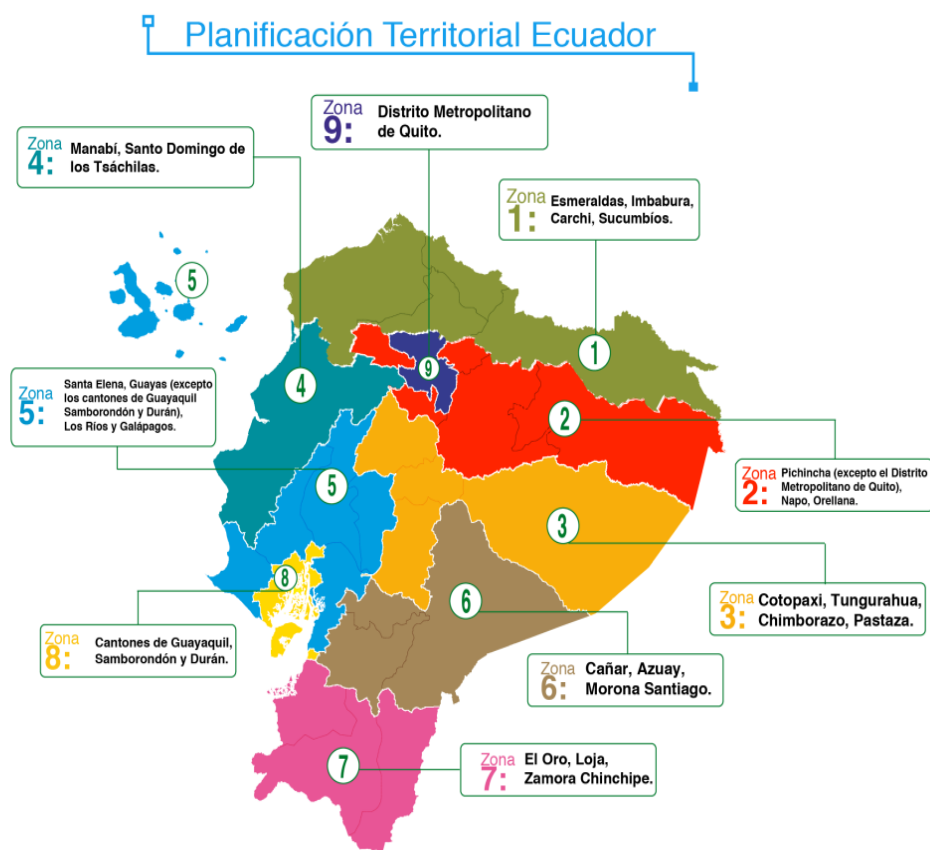 Planificación Territorial Ecuador
Zona
9:
Distrito Metropolitano
de Quito.
Zona
4:
Manabí, Santo Domingo de
los Tsáchilas.
Zona
1:
Esmeraldas, Imbabura,
Carchi, Sucumbíos.
5
1
9
4
Zona
5:
Santa Elena, Guayas (excepto
los cantones de Guayaquil
Samborondón y Durán),
Los Ríos y Galápagos.
2
Zona
2:
Pichincha (excepto el Distrito
Metropolitano de Quito),
Napo, Orellana.
5
3
8
6
Zona
3:
Cotopaxi, Tungurahua,
Chimborazo, Pastaza.
Zona
8:
Cantones de Guayaquil,
Samborondón y Durán.
Zona
6:
Cañar, Azuay,
Morona Santiago.
7
Zona
7:
El Oro, Loja,
Zamora Chinchipe.